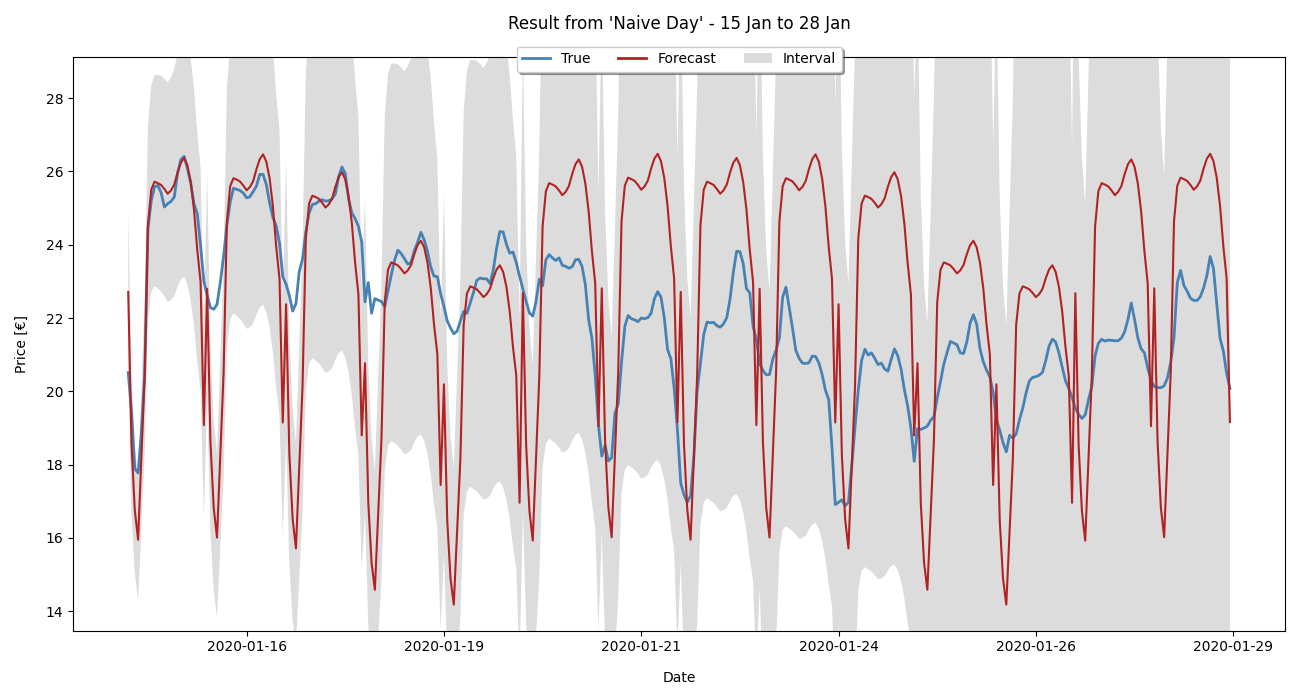 Result from 'Naive Day' - 15 Jan to 28 Jan
True Forecast Interval
Price [€]
28
26
24
22
20
18
16
14
2020-01-16 2020-01-19 2020-01-21 2020-01-24 2020-01-26 2020-01-29
Date